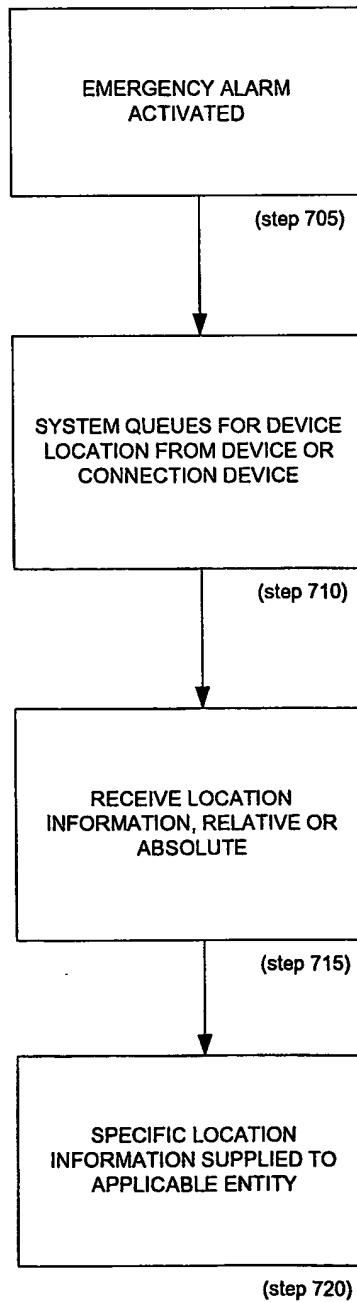 EMERGENCY ALARM
ACTIVATED
(step 705)
SYSTEM QUEUES FOR DEVICE
LOCATION FROM DEVICE OR
CONNECTION DEVICE
(step 710)
RECEIVE LOCATION
INFORMATION, RELATIVE OR
ABSOLUTE
(step 715)
SPECIFIC LOCATION
INFORMATION SUPPLIED TO
APPLICABLE ENTITY
(step 720)